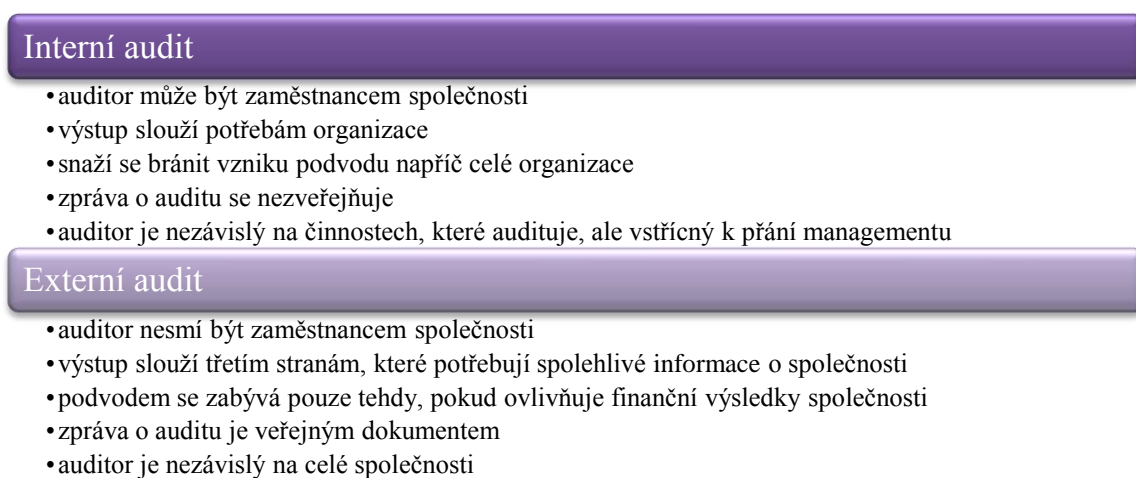 Interní audit
•auditor může být zaměstnancem společnosti
•výstup slouží potřebám organizace
•snaží se bránit vzniku podvodu napříč celé organizace
•zpráva o auditu se nezveřejňuje
•auditor je nezávislý na činnostech, které audituje, ale vstřícný k přání managementu
Externí audit
•auditor nesmí být zaměstnancem společnosti
•výstup slouží třetím stranám, které potřebují spolehlivé informace o společnosti
•podvodem se zabývá pouze tehdy, pokud ovlivňuje finanční výsledky společnosti
•zpráva o auditu je veřejným dokumentem
•auditor je nezávislý na celé společnosti